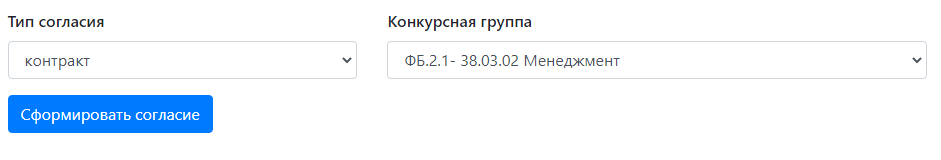 Тип согласия
Конкурсная группа
контракт
ФБ.2.1- 38.03.02 Менеджмент
Сформировать согласие